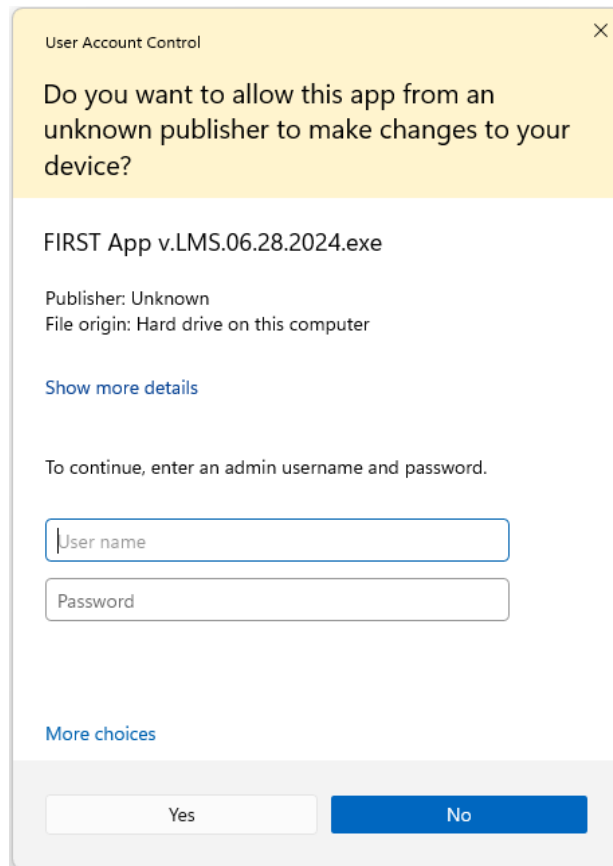 User Account Control
Do you want to allow this app from an
unknown publisher to make changes to your
device?
FIRST App v.LMS.06.28.2024.exe
Publisher: Unknown
File origin: Hard drive on this computer
Show more details
To continue, enter an admin username and password.
User name
Password
More choices
Yes
No